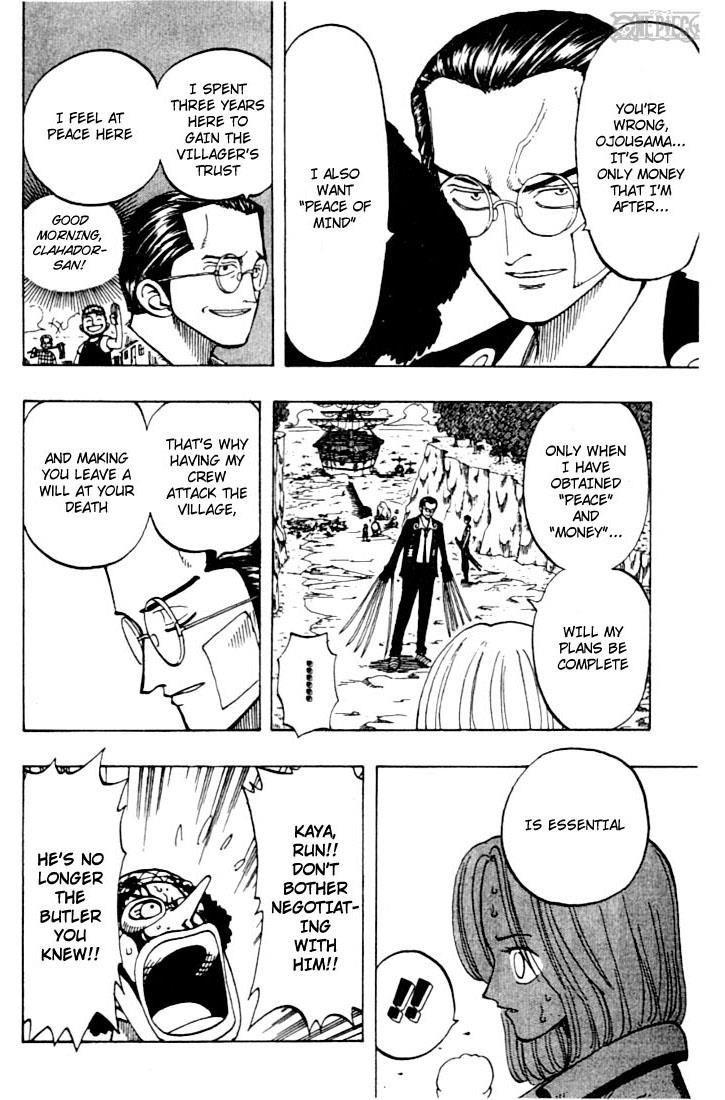 ONE PIECE
YOU'RE
WRONG,
OJOUSAMA...
IT'S NOT
ONLY MONEY
THAT I'M
AFTER...
I ALSO
WANT
"PEACE OF
MIND"
I SPENT
THREE YEARS
HERE TO
GAIN THE
VILLAGER'S
TRUST
I FEEL AT
PEACE HERE
GOOD
MORNING,
CLAHADOR-
SAN!
ONLY WHEN
I HAVE
OBTAINED
"PEACE"
AND
"MONEY"...
WILL MY
PLANS BE
COMPLETE
......
THAT'S WHY
HAVING MY
CREW
ATTACK THE
VILLAGE,
AND MAKING
YOU LEAVE A
WILL AT YOUR
DEATH
IS ESSENTIAL
!!
KAYA,
RUN!!
DON'T
BOTHER
NEGOTIAT-
ING
WITH
HIM!!
HE'S NO
LONGER
THE
BUTLER
YOU
KNEW!!